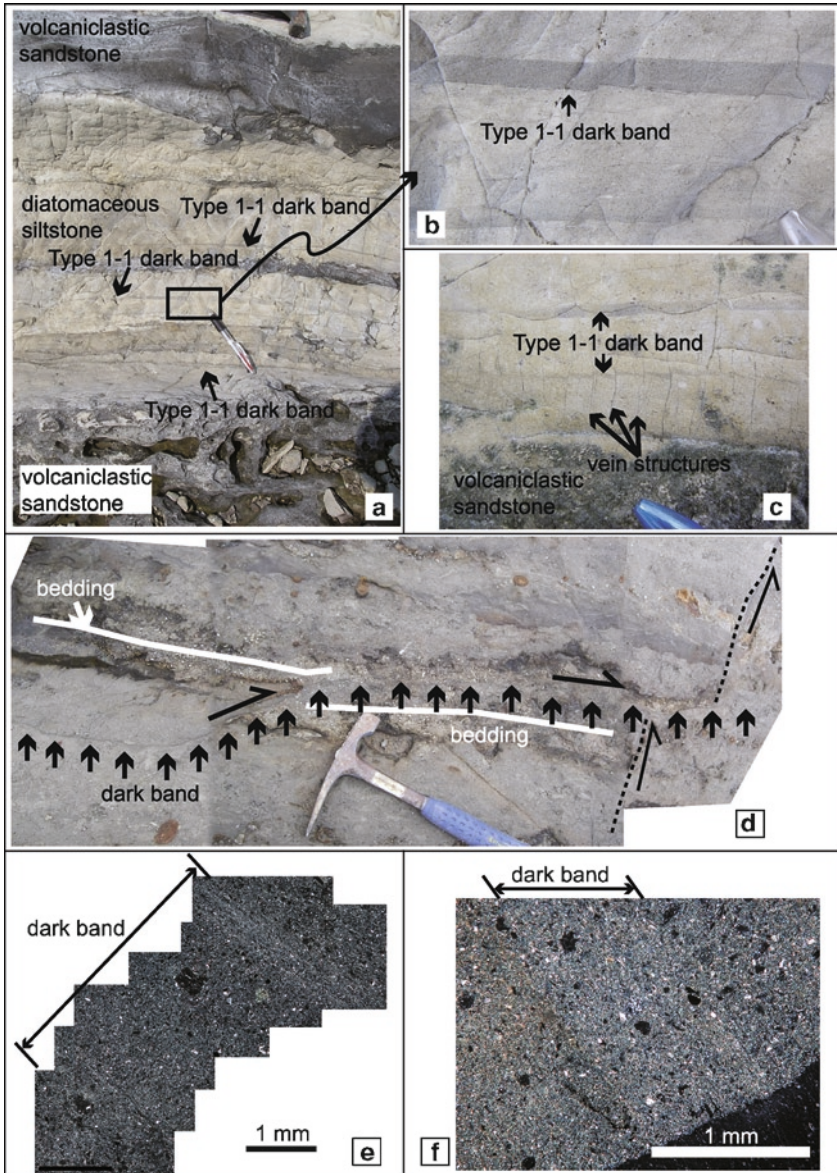 volcaniclastic
sandstone
diatomaceous
siltstone
Type 1-1 dark band
Type 1-1 dark band
Type 1-1 dark band
volcaniclastic
sandstone
a
Type 1-1 dark band
b
Type 1-1 dark band
vein structures
volcaniclastic
sandstone
c
bedding
bedding
dark band
d
dark band
1 mm
e
dark band
1 mm
f